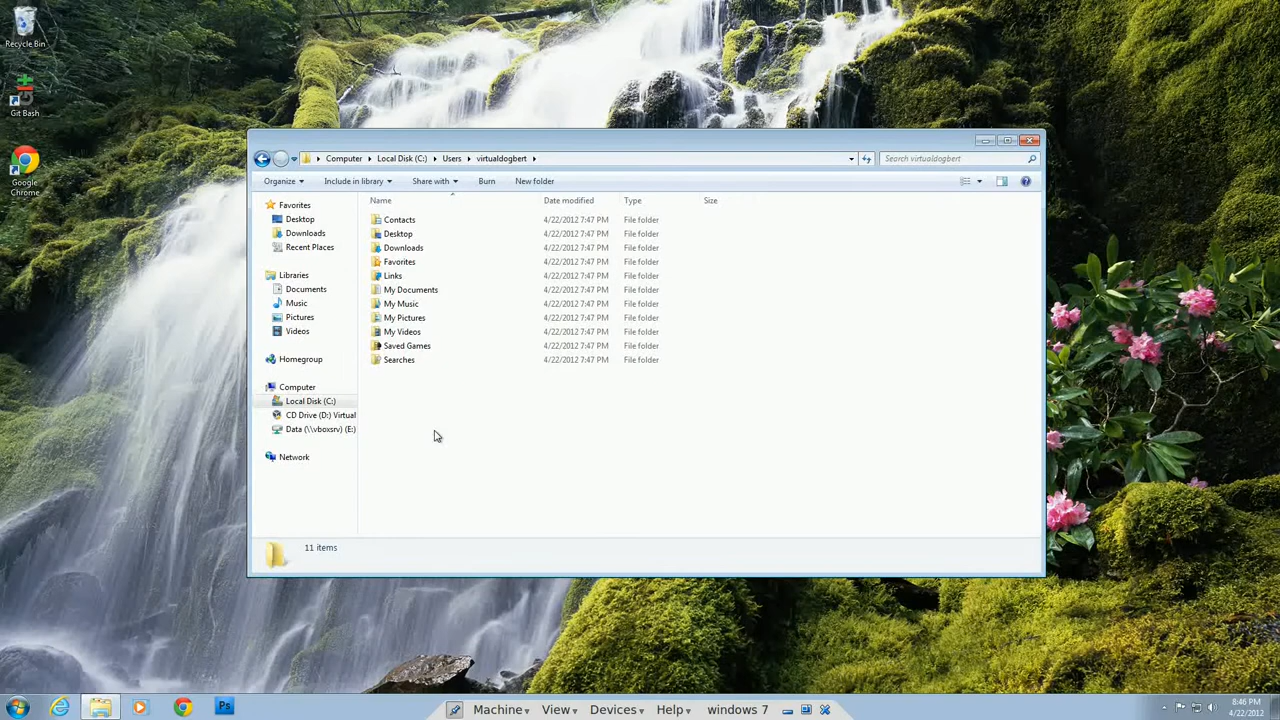 Recycle Bin
Git Bash
Google
Chrome
Computer Local Disk (C:) Users virtualdogbert
Search virtualdogbert
Organize Include in library Share with Burn New folder
Name Date modified Type Size
Favorites
Desktop
Downloads
Recent Places
Libraries
Documents
Music
Pictures
Videos
Homegroup
Computer
Local Disk (C:)
CD Drive (D:) Virtual
Data (\\vboxsrv) (E:)
Network
Contacts 4/22/2012 7:47 PM File folder
Desktop 4/22/2012 7:47 PM File folder
Downloads 4/22/2012 7:47 PM File folder
Favorites 4/22/2012 7:47 PM File folder
Links 4/22/2012 7:47 PM File folder
My Documents 4/22/2012 7:47 PM File folder
My Music 4/22/2012 7:47 PM File folder
My Pictures 4/22/2012 7:47 PM File folder
My Videos 4/22/2012 7:47 PM File folder
Saved Games 4/22/2012 7:47 PM File folder
Searches 4/22/2012 7:47 PM File folder
11 items
Ps
Machine View Devices Help windows 7
8:46 PM
4/22/2012